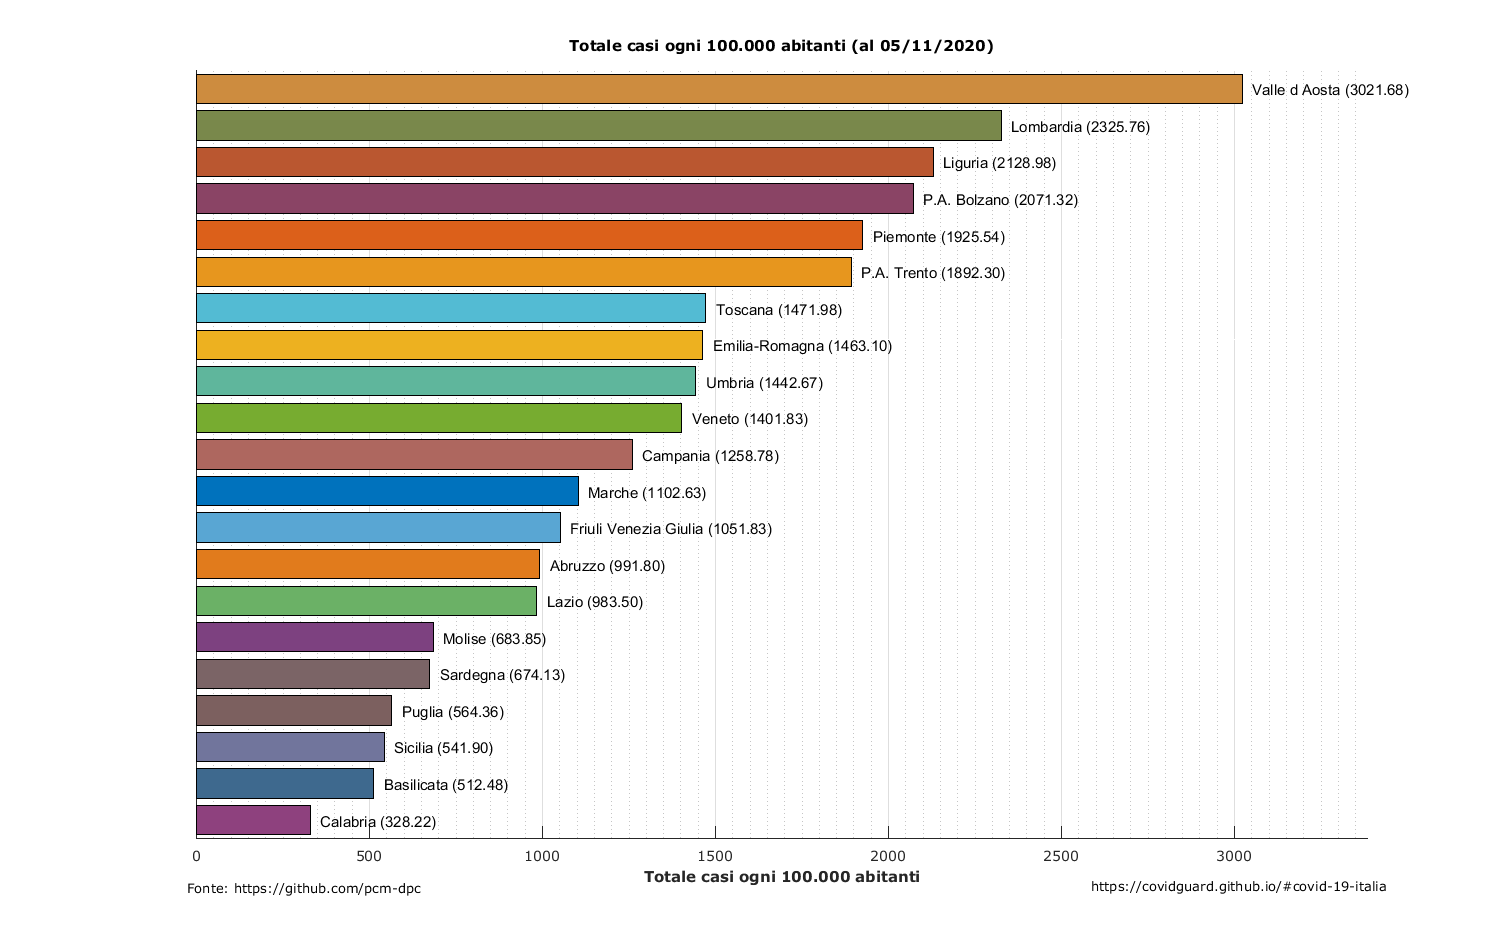 Totale casi ogni 100.000 abitanti (al 05/11/2020)
Valle d Aosta (3021.68)
Lombardia (2325.76)
Liguria (2128.98)
P.A. Bolzano (2071.32)
Piemonte (1925.54)
P.A. Trento (1892.30)
Toscana (1471.98)
Emilia-Romagna (1463.10)
Umbria (1442.67)
Veneto (1401.83)
Campania (1258.78)
Marche (1102.63)
Friuli Venezia Giulia (1051.83)
Abruzzo (991.80)
Lazio (983.50)
Molise (683.85)
Sardegna (674.13)
Puglia (564.36)
Sicilia (541.90)
Basilicata (512.48)
Calabria (328.22)
0 500 1000 1500 2000 2500 3000
Totale casi ogni 100.000 abitanti
Fonte: https://github.com/pcm-dpc
https://covidguard.github.io/#covid-19-italia